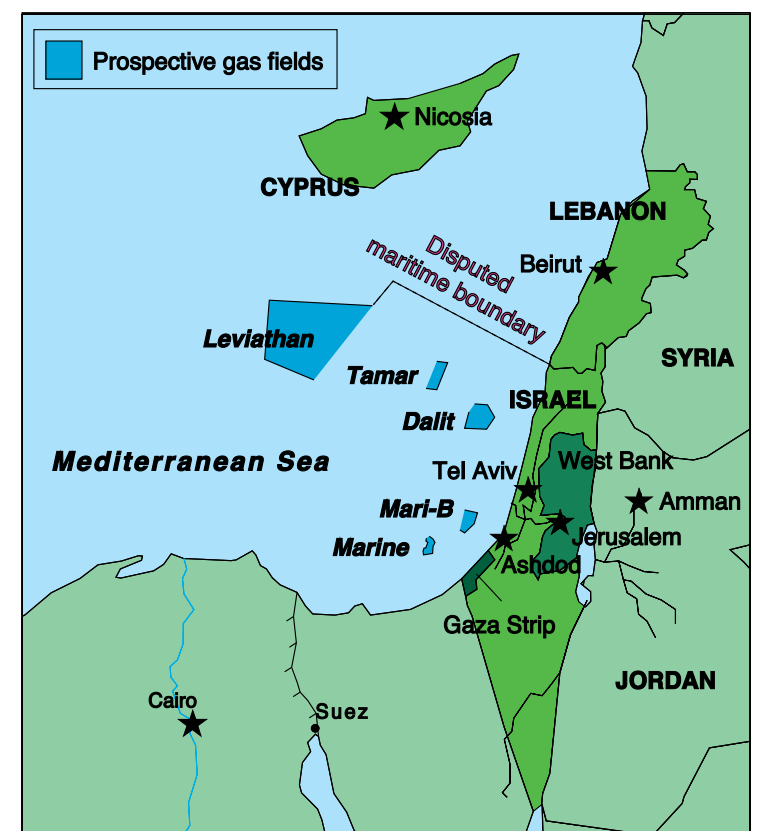 Prospective gas fields
Nicosia
CYPRUS
LEBANON
Disputed
maritime boundary
Beirut
Leviathan
SYRIA
Tamar
ISRAEL
Dalit
Mediterranean Sea
West Bank
Tel Aviv
Amman
Mari-B
Jerusalem
Marine
Ashdod
Gaza Strip
JORDAN
Cairo
Suez